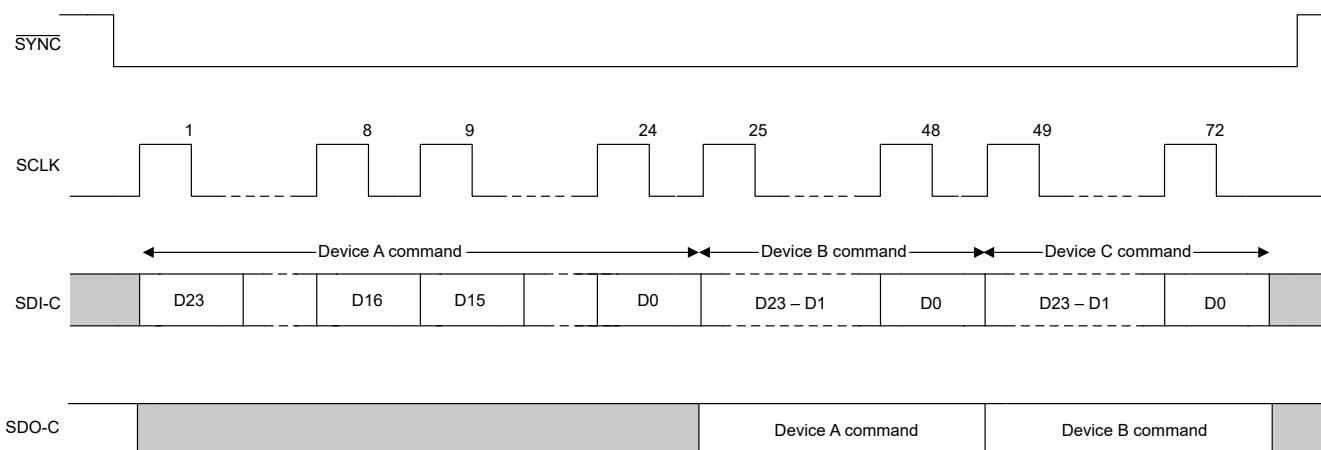 SYNC
1 8 9 24 25 48 49 72
SCLK
Device A command Device B command Device C command
SDI-C D23 D16 D15 D0 D23 – D1 D0 D23 – D1 D0
SDO-C Device A command Device B command